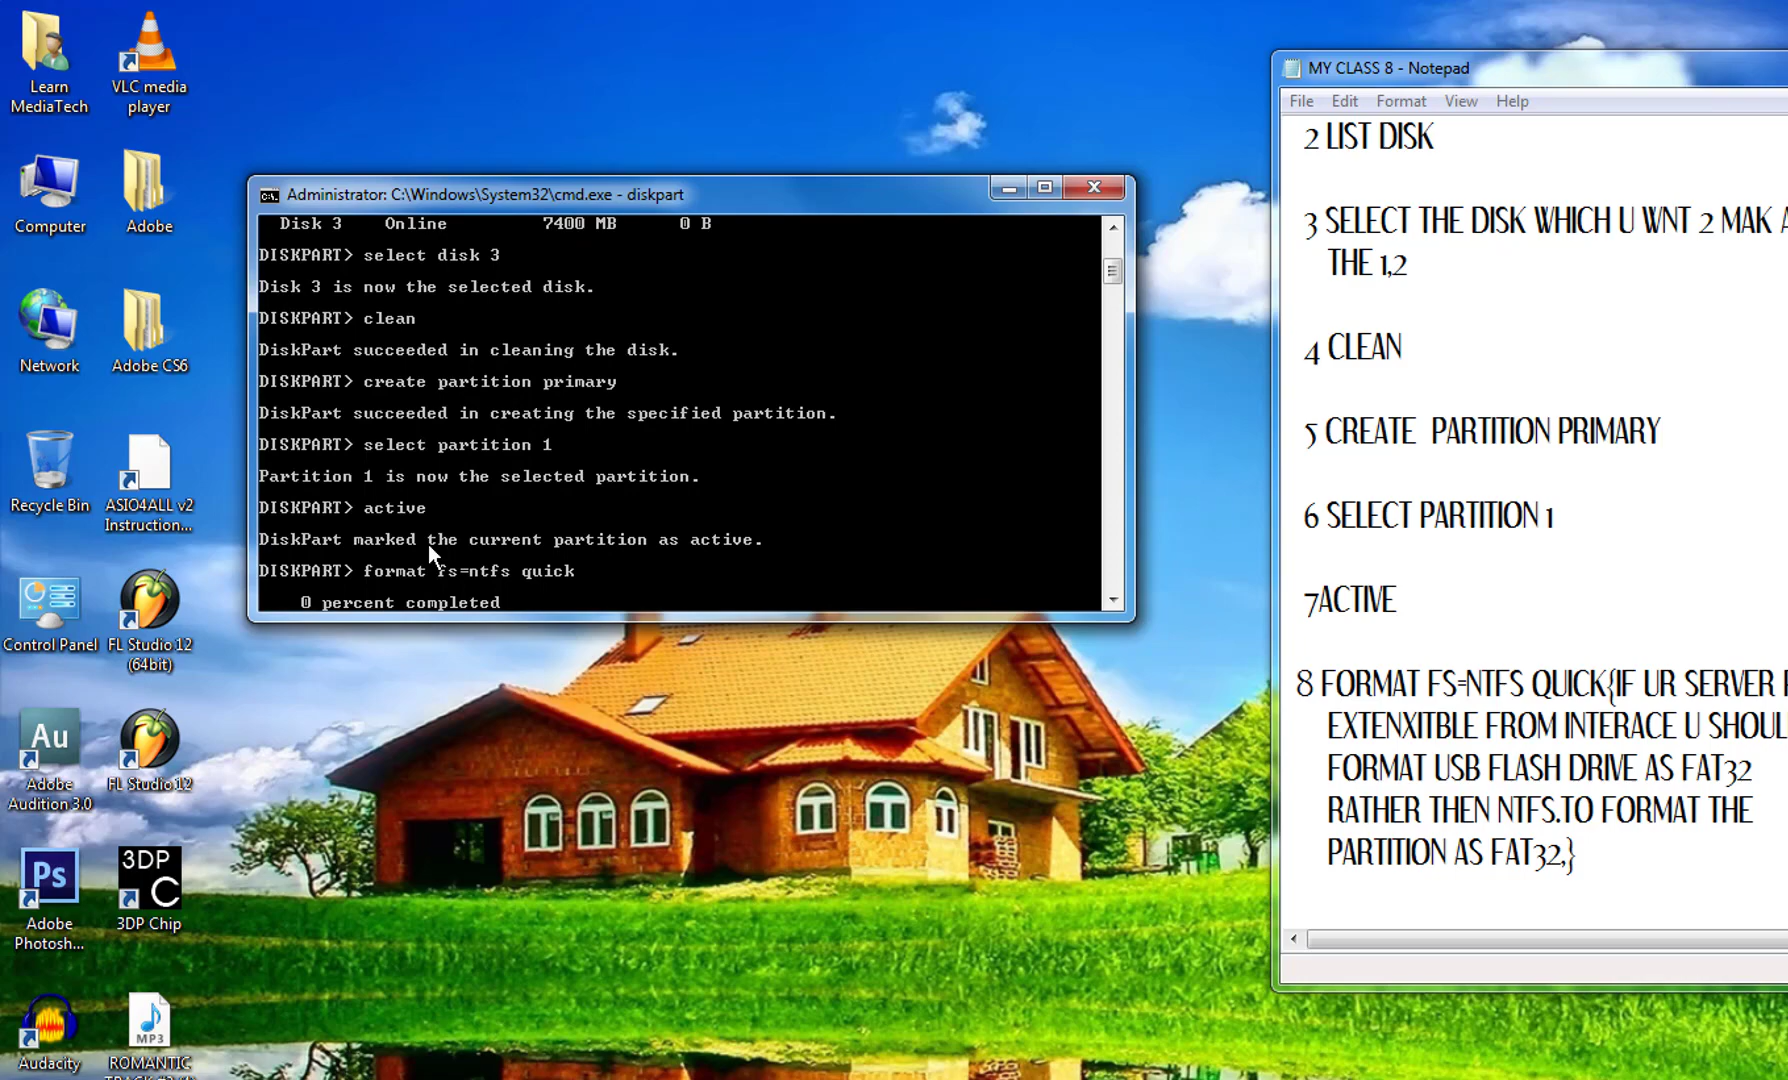 Learn
MediaTech
VLC media
player
Computer
Adobe
Network
Adobe CS6
Recycle Bin
ASIO4ALL v2
Instruction...
Control Panel
FL Studio 12
(64bit)
Au
Adobe
Audition 3.0
FL Studio 12
Ps
Adobe
Photosh...
3DP
C
3DP Chip
Audacity
MP3
ROMANTIC
Administrator: C:\Windows\System32\cmd.exe - diskpart
Disk 3 Online 7400 MB 0 B
DISKPART> select disk 3
Disk 3 is now the selected disk.
DISKPART> clean
DiskPart succeeded in cleaning the disk.
DISKPART> create partition primary
DiskPart succeeded in creating the specified partition.
DISKPART> select partition 1
Partition 1 is now the selected partition.
DISKPART> active
DiskPart marked the current partition as active.
DISKPART> format fs=ntfs quick
0 percent completed
MY CLASS 8 - Notepad
File Edit Format View Help
2 LIST DISK
3 SELECT THE DISK WHICH U WNT 2 MAK A
THE 1,2
4 CLEAN
5 CREATE PARTITION PRIMARY
6 SELECT PARTITION 1
7ACTIVE
8 FORMAT FS=NTFS QUICK{IF UR SERVER
EXTENXITBLE FROM INTERACE U SHOUL
FORMAT USB FLASH DRIVE AS FAT32
RATHER THEN NTFS.TO FORMAT THE
PARTITION AS FAT32,}